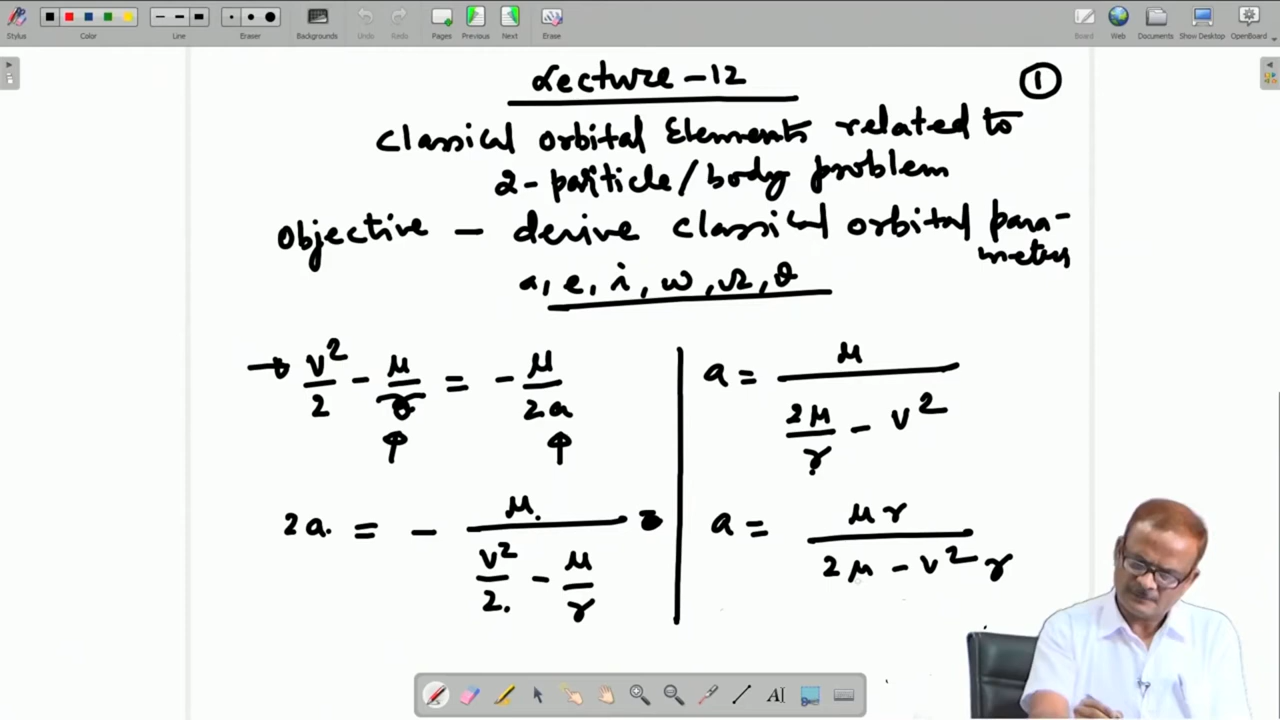 Stylus Color Line Eraser Backgrounds Undo Redo Pages Previous Next Erase Board Web Documents Show Desktop OpenBoard
Lecture - 12
①
Classical orbital Elements related to
2 - particle/body problem
Objective - derive classical orbital para-
meters
a, e, i, ω, Ω, θ
→ v²/2 - μ/r = - μ/2a
↑ ↑
2a = - μ/(v²/2 - μ/r) =
a = μ/(2μ/r - v²)
a = μr/(2μ - v²r)
AI